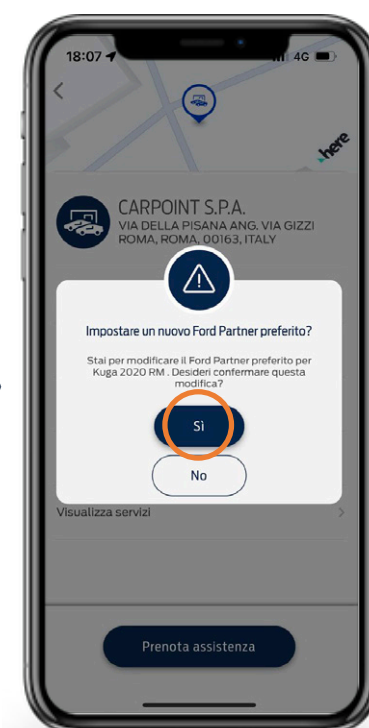 18:07
4G
here
CARPOINT S.P.A.
VIA DELLA PISANA ANG. VIA GIZZI
ROMA, ROMA, 00163, ITALY
Impostare un nuovo Ford Partner preferito?
Stai per modificare il Ford Partner preferito per
Kuga 2020 RM . Desideri confermare questa
modifica?
Sì
No
Visualizza servizi
Prenota assistenza